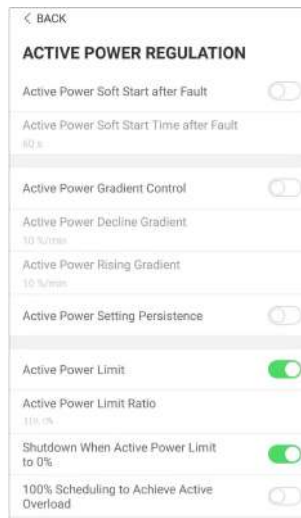 < BACK
ACTIVE POWER REGULATION
Active Power Soft Start after Fault
Active Power Soft Start Time after Fault
60 s
Active Power Gradient Control
Active Power Decline Gradient
10 %/min
Active Power Rising Gradient
10 %/min
Active Power Setting Persistence
Active Power Limit
Active Power Limit Ratio
Shutdown When Active Power Limit
to 0%
100% Scheduling to Achieve Active
Overload